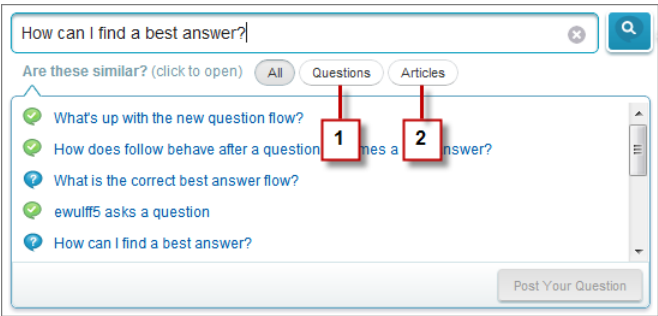 How can I find a best answer?
Are these similar? (click to open) All Questions Articles
What's up with the new question flow?
1 2
How does follow behave after a question mes a nswer?
What is the correct best answer flow?
ewulff5 asks a question
How can I find a best answer?
Post Your Question